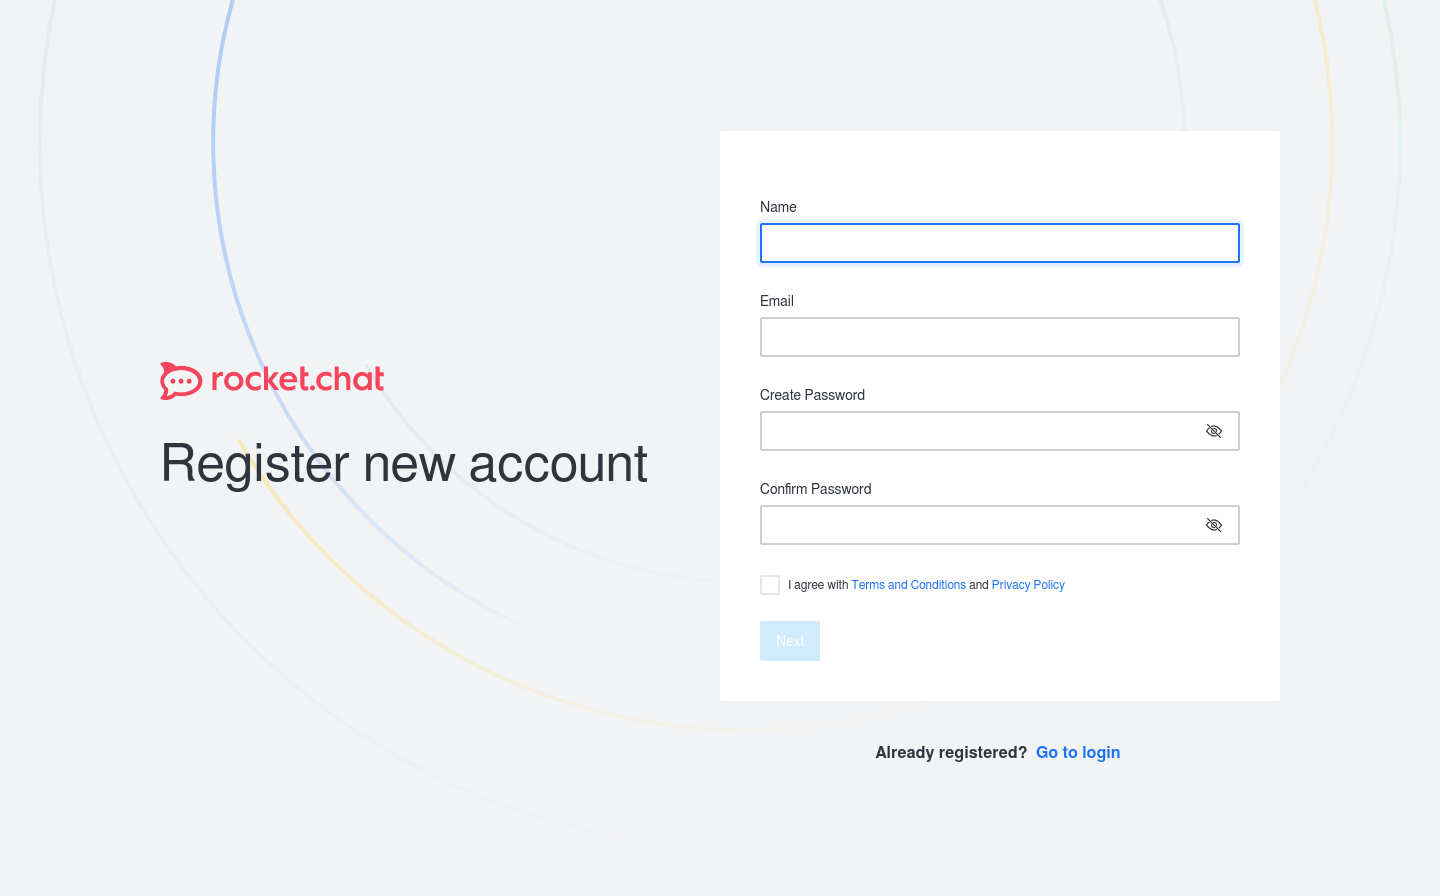 rocket.chat
Register new account
Name
Email
Create Password
Confirm Password
I agree with Terms and Conditions and Privacy Policy
Next
Already registered? Go to login